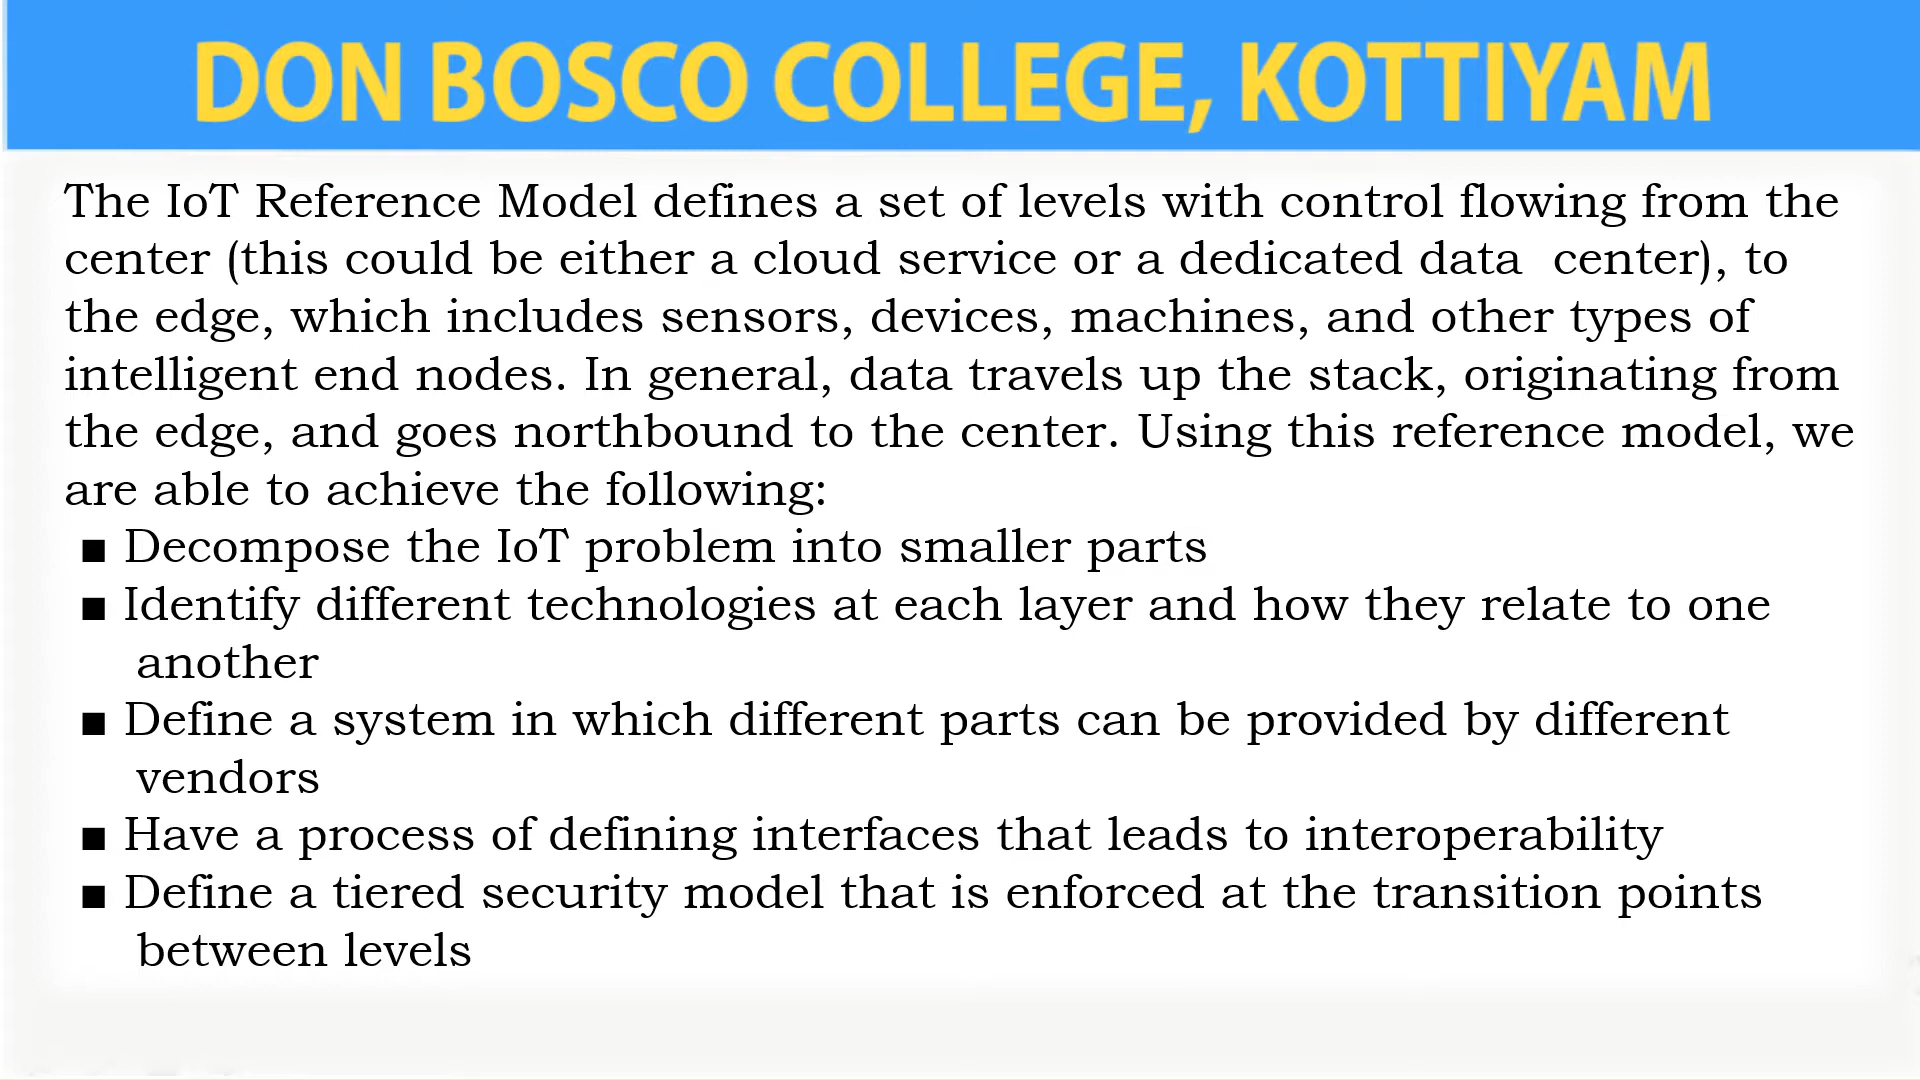 DON BOSCO COLLEGE, KOTTIYAM
The IoT Reference Model defines a set of levels with control flowing from the
center (this could be either a cloud service or a dedicated data  center), to
the edge, which includes sensors, devices, machines, and other types of
intelligent end nodes. In general, data travels up the stack, originating from
the edge, and goes northbound to the center. Using this reference model, we
are able to achieve the following:
■ Decompose the IoT problem into smaller parts
■ Identify different technologies at each layer and how they relate to one
another
■ Define a system in which different parts can be provided by different
vendors
■ Have a process of defining interfaces that leads to interoperability
■ Define a tiered security model that is enforced at the transition points
between levels